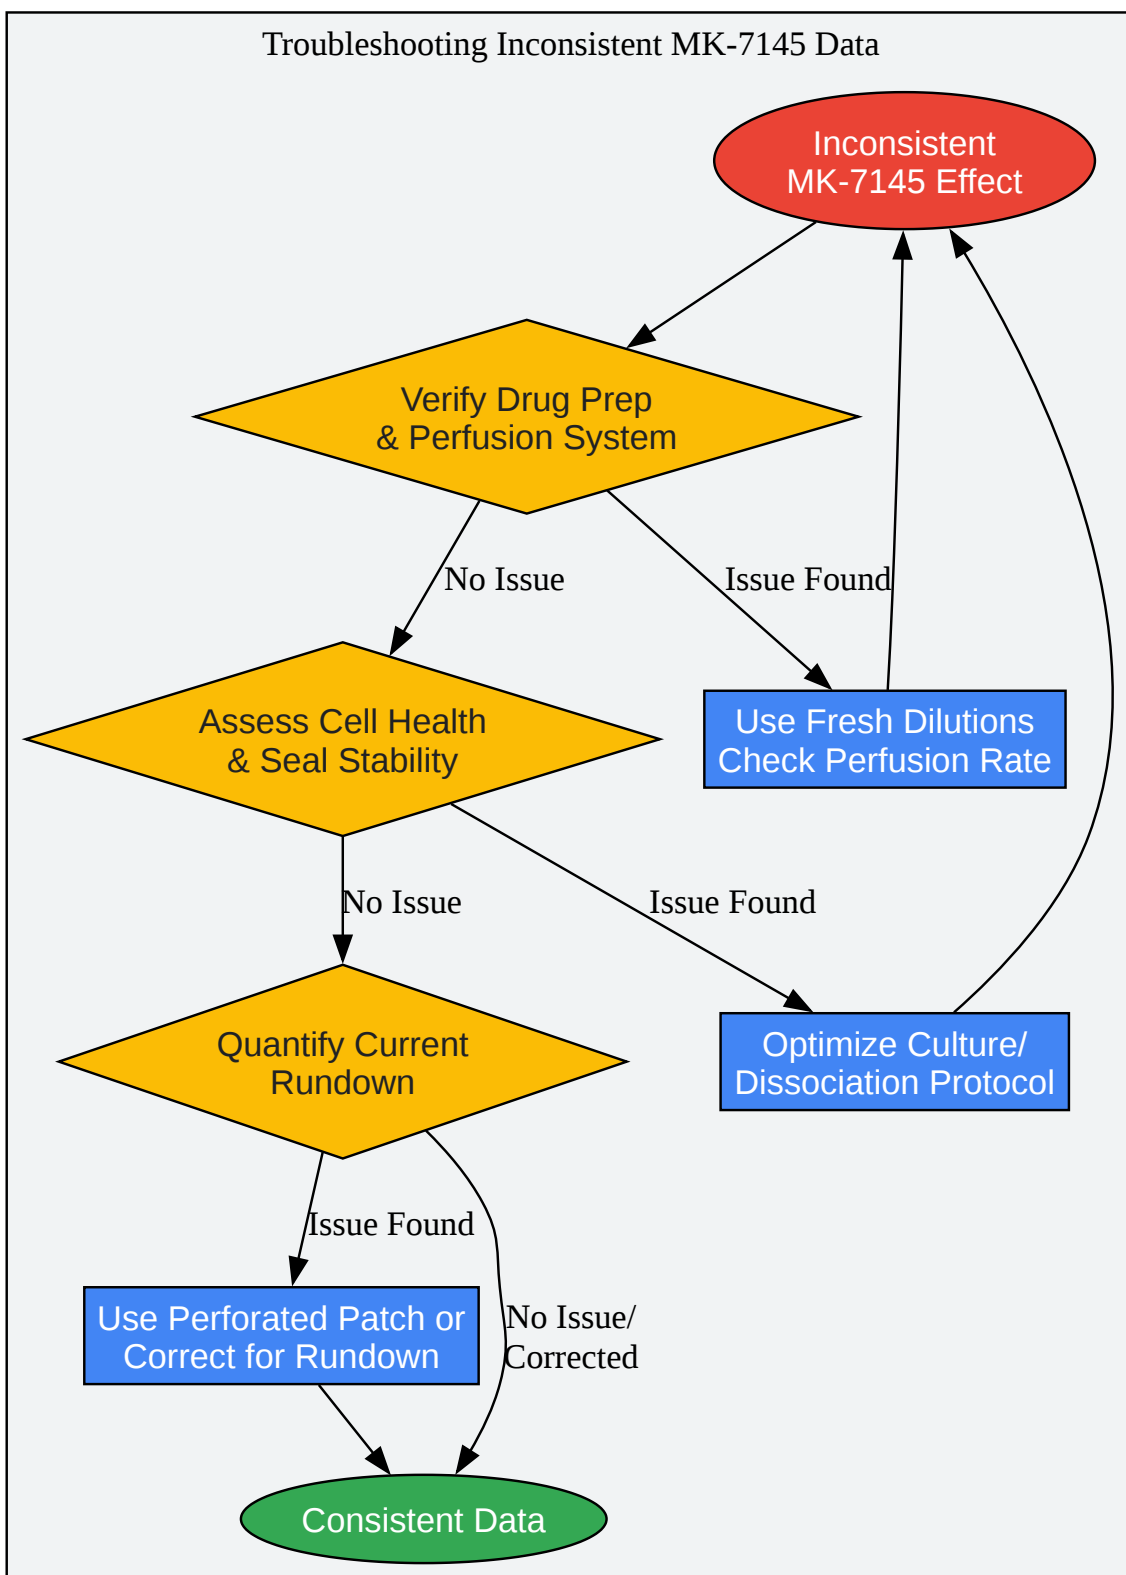 Troubleshooting Inconsistent MK-7145 Data
Inconsistent
MK-7145 Effect
Verify Drug Prep
& Perfusion System
No Issue
Issue Found
Assess Cell Health
& Seal Stability
Use Fresh Dilutions
Check Perfusion Rate
No Issue
Issue Found
Quantify Current
Rundown
Optimize Culture/
Dissociation Protocol
Issue Found
Use Perforated Patch or
Correct for Rundown
No Issue/
Corrected
Consistent Data